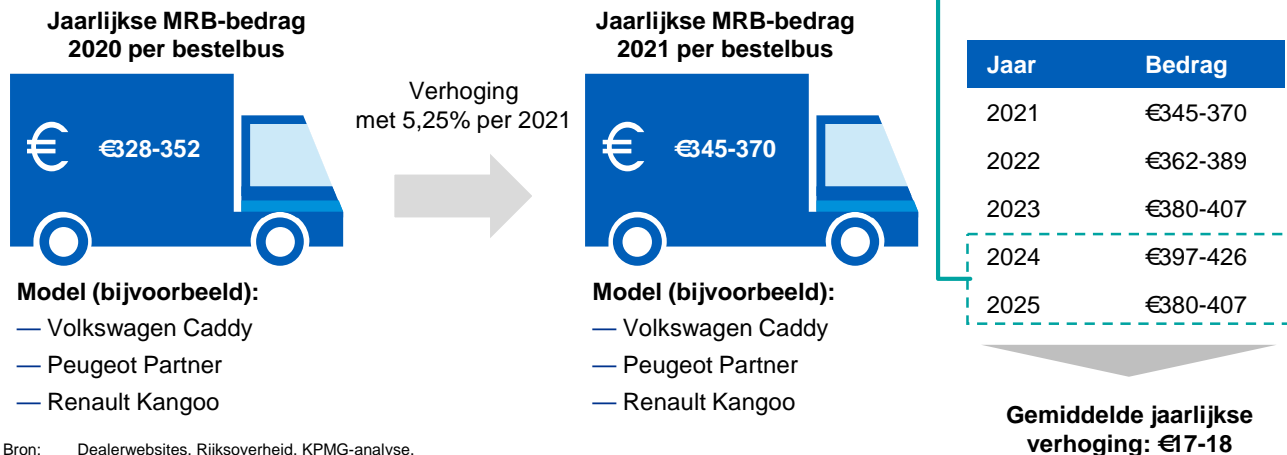 Jaarlijkse MRB-bedrag
2020 per bestelbus
€ €328-352
Verhoging
met 5,25% per 2021
Jaarlijkse MRB-bedrag
2021 per bestelbus
€ €345-370
Model (bijvoorbeeld):
— Volkswagen Caddy
— Peugeot Partner
— Renault Kangoo
Model (bijvoorbeeld):
— Volkswagen Caddy
— Peugeot Partner
— Renault Kangoo
Jaar Bedrag
2021 €345-370
2022 €362-389
2023 €380-407
2024 €397-426
2025 €380-407
Gemiddelde jaarlijkse
verhoging: €17-18
Bron: Dealerwebsites, Rijksoverheid, KPMG-analyse.